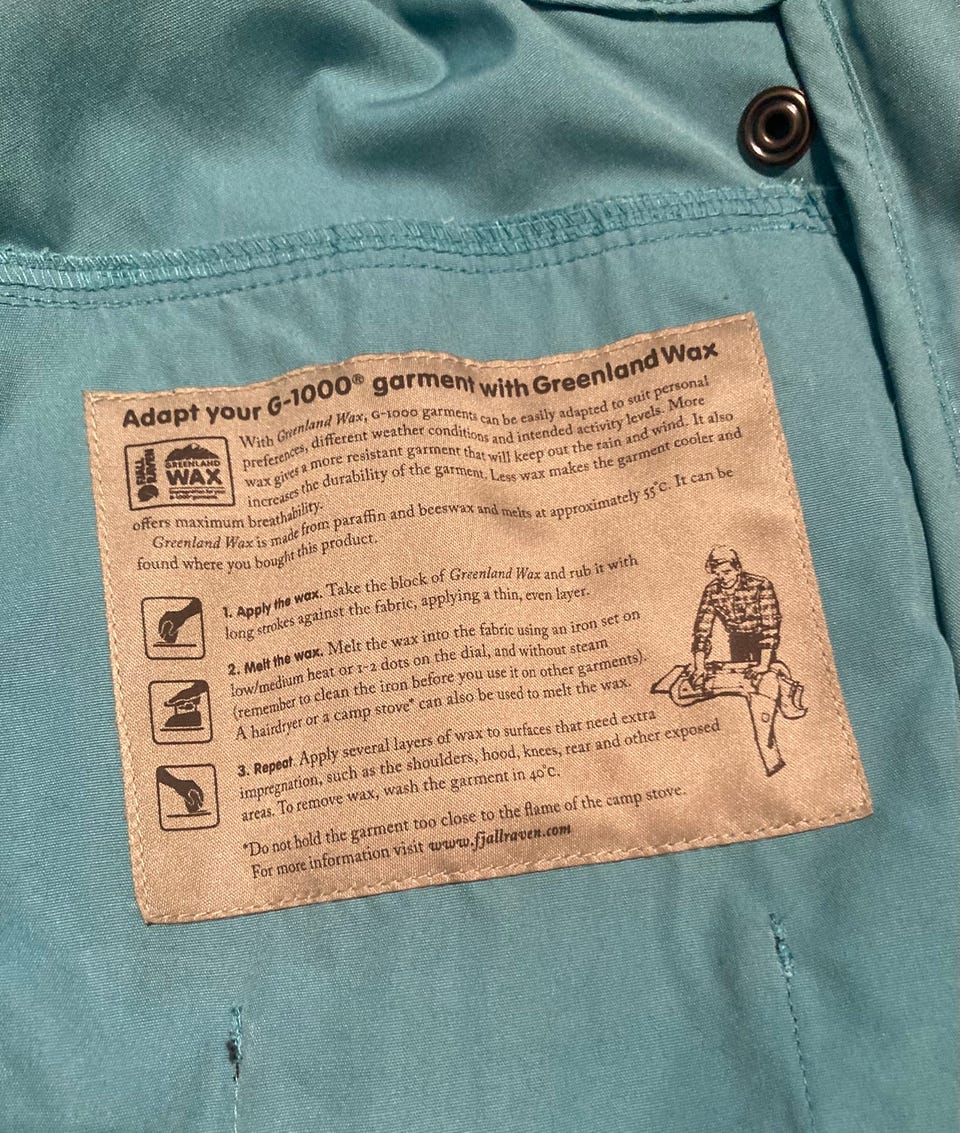 Adapt your G-1000® garment with Greenland Wax
FJÄLL
RÄVEN
GREENLAND
WAX
With Greenland Wax, G-1000 garments can be easily adapted to suit personal
preferences, different weather conditions and intended activity levels. More
wax gives a more resistant garment that will keep out the rain and wind. It also
increases the durability of the garment. Less wax makes the garment cooler and
offers maximum breathability.
Greenland Wax is made from paraffin and beeswax and melts at approximately 55°C. It can be
found where you bought this product.
1. Apply the wax. Take the block of Greenland Wax and rub it with
long strokes against the fabric, applying a thin, even layer.
2. Melt the wax. Melt the wax into the fabric using an iron set on
low/medium heat or 1-2 dots on the dial, and without steam
(remember to clean the iron before you use it on other garments).
A hairdryer or a camp stove* can also be used to melt the wax.
3. Repeat. Apply several layers of wax to surfaces that need extra
impregnation, such as the shoulders, hood, knees, rear and other exposed
areas. To remove wax, wash the garment in 40°C.
*Do not hold the garment too close to the flame of the camp stove.
For more information visit www.fjallraven.com